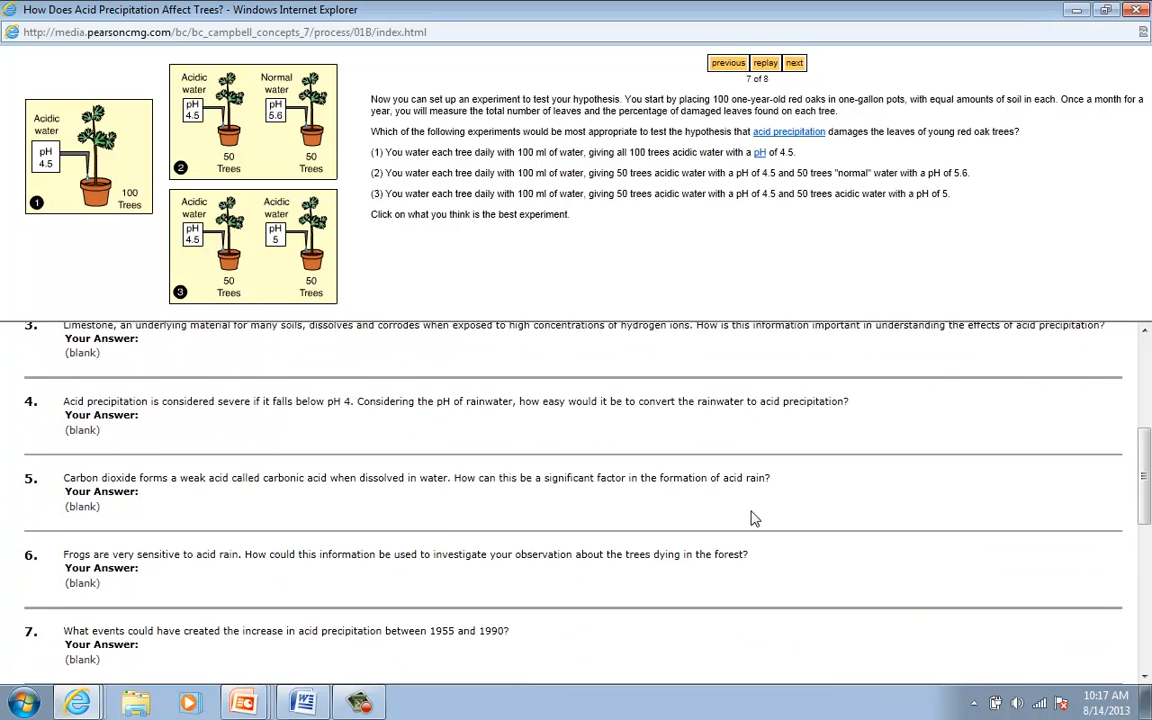 How Does Acid Precipitation Affect Trees? - Windows Internet Explorer
http://media.pearsoncmg.com/bc/bc_campbell_concepts_7/process/01B/index.html
previous replay next
7 of 8
Acidic
water
pH
4.5
100
Trees
1
Acidic
water
pH
4.5
50
Trees
Normal
water
pH
5.6
50
Trees
2
Acidic
water
pH
4.5
50
Trees
Acidic
water
pH
5
50
Trees
3
Now you can set up an experiment to test your hypothesis. You start by placing 100 one-year-old red oaks in one-gallon pots, with equal amounts of soil in each. Once a month for a
year, you will measure the total number of leaves and the percentage of damaged leaves found on each tree.
Which of the following experiments would be most appropriate to test the hypothesis that acid precipitation damages the leaves of young red oak trees?
(1) You water each tree daily with 100 ml of water, giving all 100 trees acidic water with a pH of 4.5.
(2) You water each tree daily with 100 ml of water, giving 50 trees acidic water with a pH of 4.5 and 50 trees "normal" water with a pH of 5.6.
(3) You water each tree daily with 100 ml of water, giving 50 trees acidic water with a pH of 4.5 and 50 trees acidic water with a pH of 5.
Click on what you think is the best experiment.
3. Limestone, an underlying material for many soils, dissolves and corrodes when exposed to high concentrations of hydrogen ions. How is this information important in understanding the effects of acid precipitation?
Your Answer:
(blank)
4. Acid precipitation is considered severe if it falls below pH 4. Considering the pH of rainwater, how easy would it be to convert the rainwater to acid precipitation?
Your Answer:
(blank)
5. Carbon dioxide forms a weak acid called carbonic acid when dissolved in water. How can this be a significant factor in the formation of acid rain?
Your Answer:
(blank)
6. Frogs are very sensitive to acid rain. How could this information be used to investigate your observation about the trees dying in the forest?
Your Answer:
(blank)
7. What events could have created the increase in acid precipitation between 1955 and 1990?
Your Answer:
(blank)
10:17 AM
8/14/2013